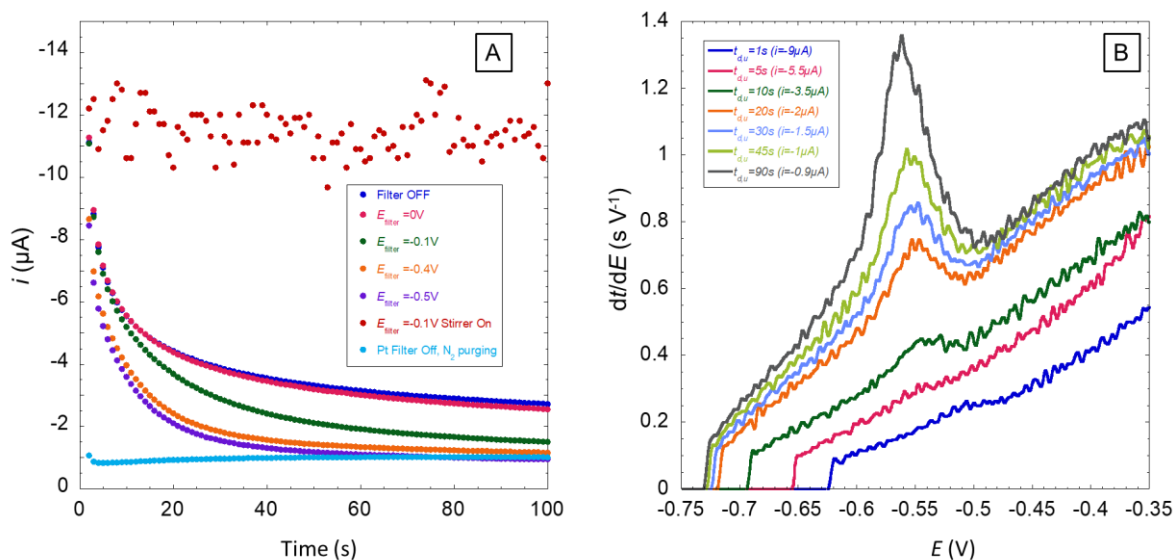 A
-14
-12
-10
-8
-6
-4
-2
0
i (μA)
Filter OFF
Efilter =0V
Efilter =-0.1V
Efilter =-0.4V
Efilter =-0.5V
Efilter =-0.1V Stirrer On
Pt Filter Off, N2 purging
0 20 40 60 80 100
Time (s)
B
1.4
1.2
1
0.8
0.6
0.4
0.2
0
dt/dE (s V-1)
td,u=1s (i=-9μA)
td,u=5s (i=-5.5μA)
td,u=10s (i=-3.5μA)
td,u=20s (i=-2μA)
td,u=30s (i=-1.5μA)
td,u=45s (i=-1μA)
td,u=90s (i=-0.9μA)
-0.75 -0.7 -0.65 -0.6 -0.55 -0.5 -0.45 -0.4 -0.35
E (V)